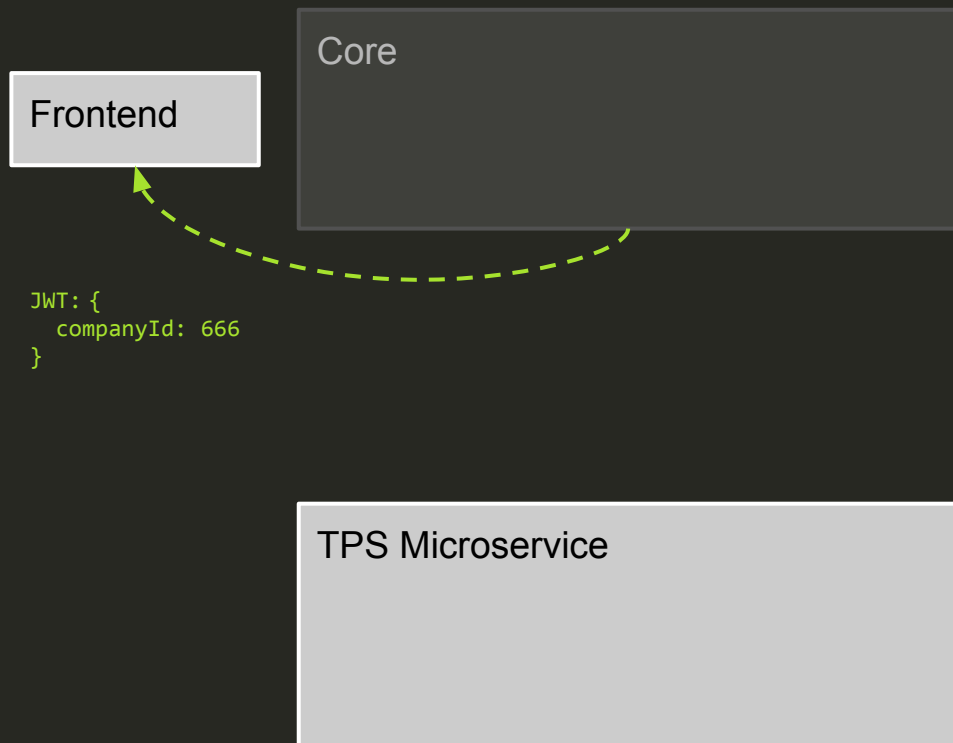 Core
Frontend
JWT: {
  companyId: 666
}
TPS Microservice